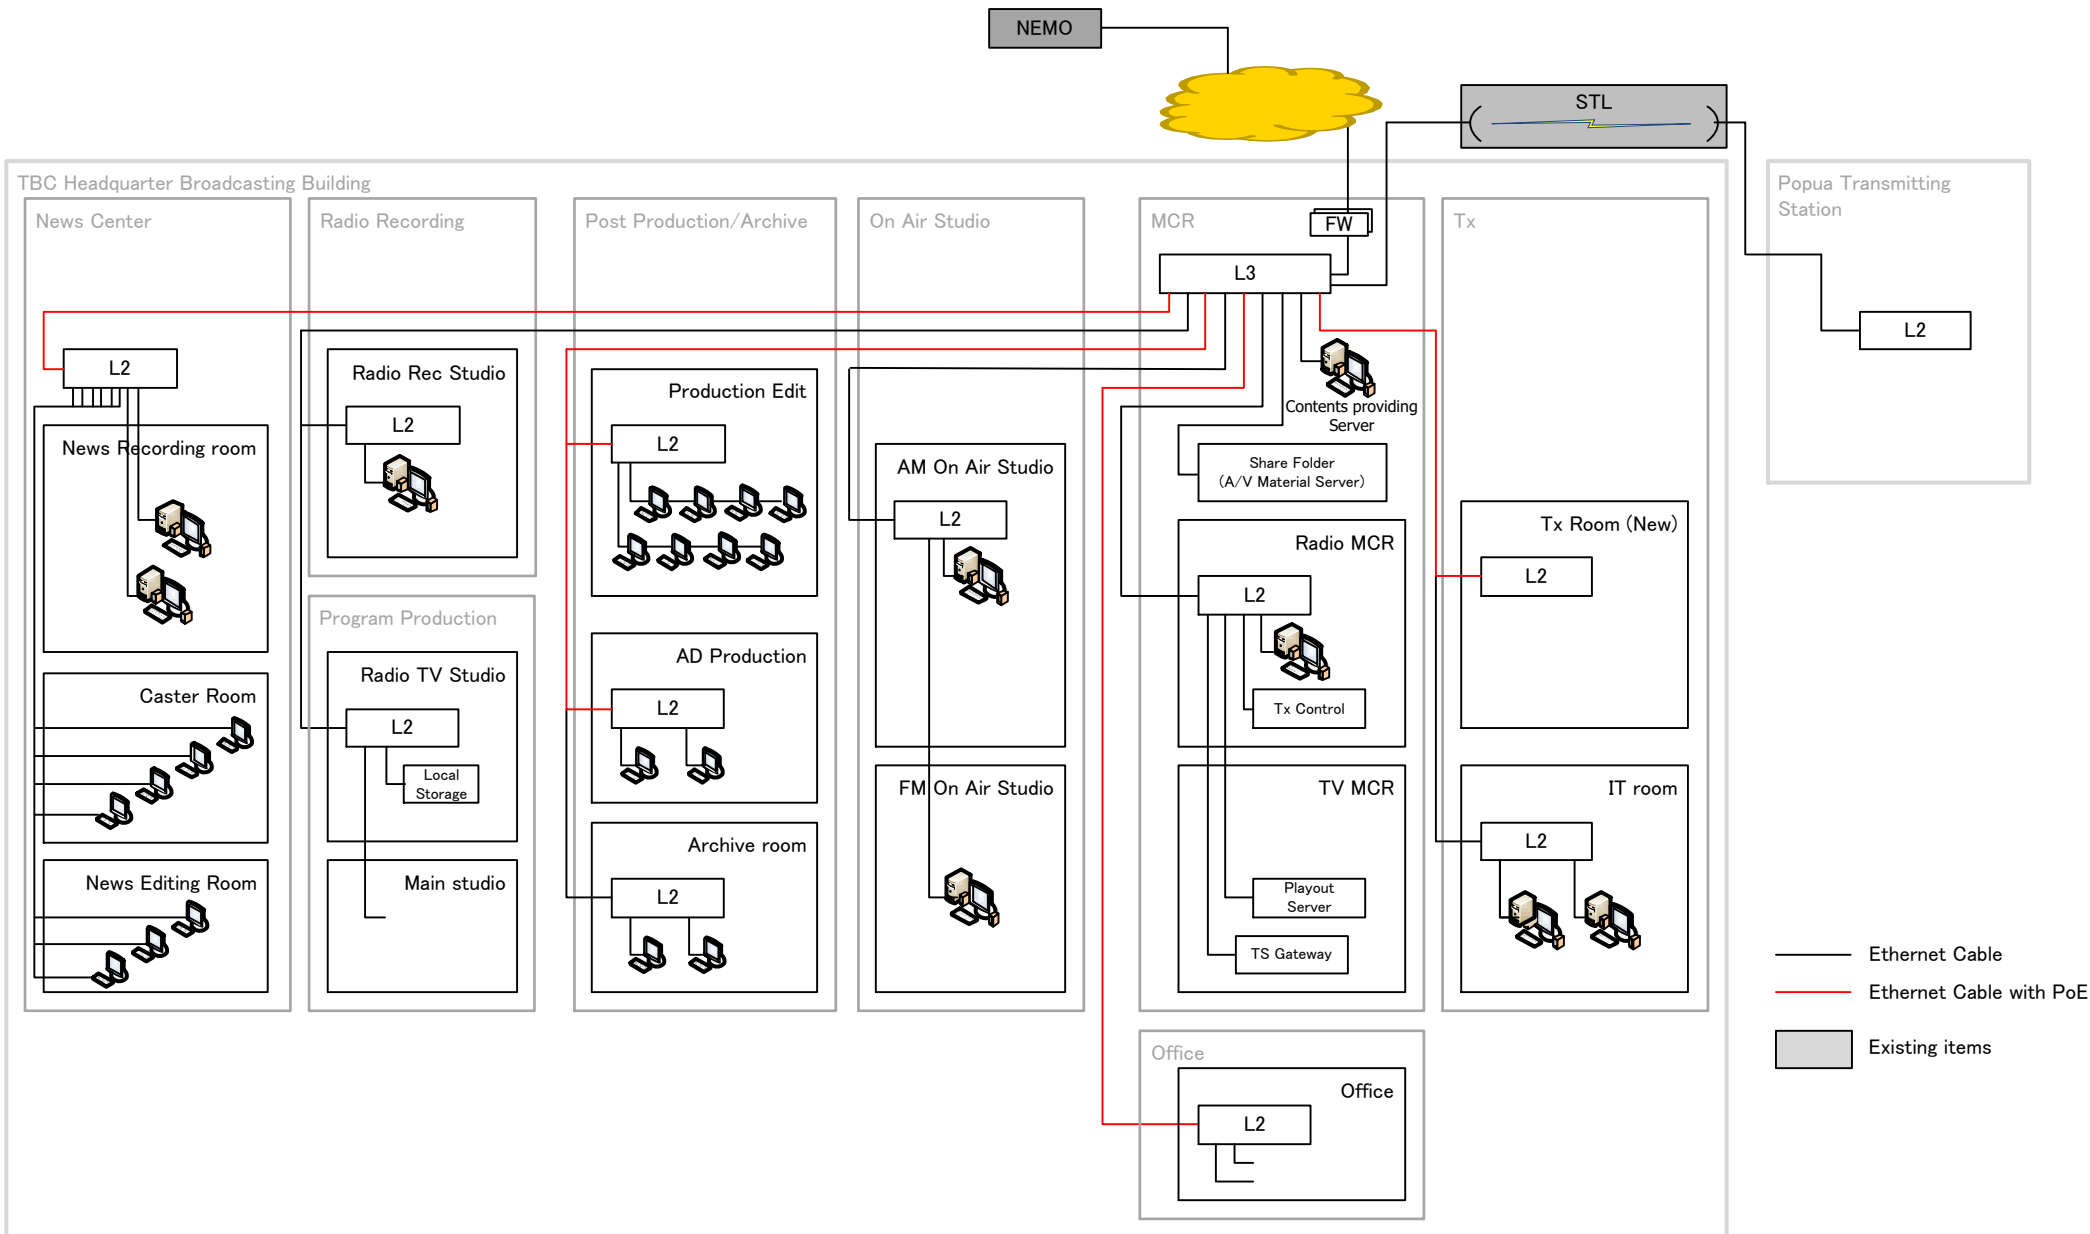 NEMO
STL
TBC Headquarter Broadcasting Building
News Center
L2
News Recording room
Caster Room
News Editing Room
Radio Recording
Radio Rec Studio
L2
Program Production
Radio TV Studio
L2
Local
Storage
Main studio
Post Production/Archive
Production Edit
L2
AD Production
L2
Archive room
L2
On Air Studio
AM On Air Studio
L2
FM On Air Studio
MCR
FW
L3
Contents providing
Server
Share Folder
(A/V Material Server)
Radio MCR
L2
Tx Control
TV MCR
Playout
Server
TS Gateway
Office
Office
L2
Tx
Tx Room (New)
L2
IT room
L2
Popua Transmitting
Station
L2
Ethernet Cable
Ethernet Cable with PoE
Existing items